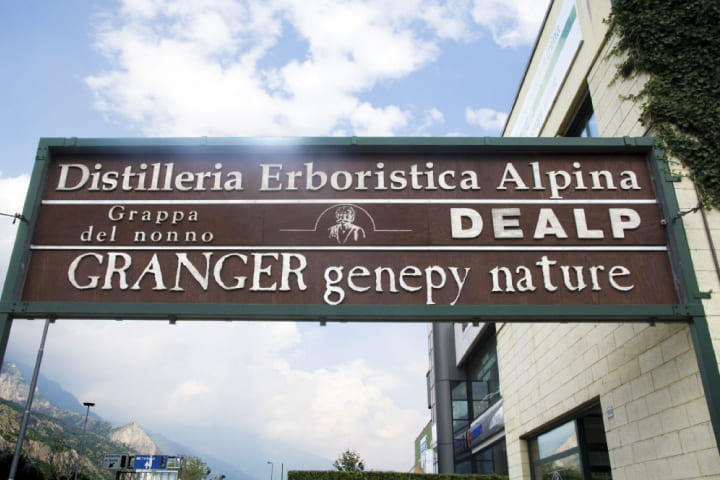 Distilleria Erboristica Alpina
Grappa
del nonno
DEALP
GRANGER genepy nature